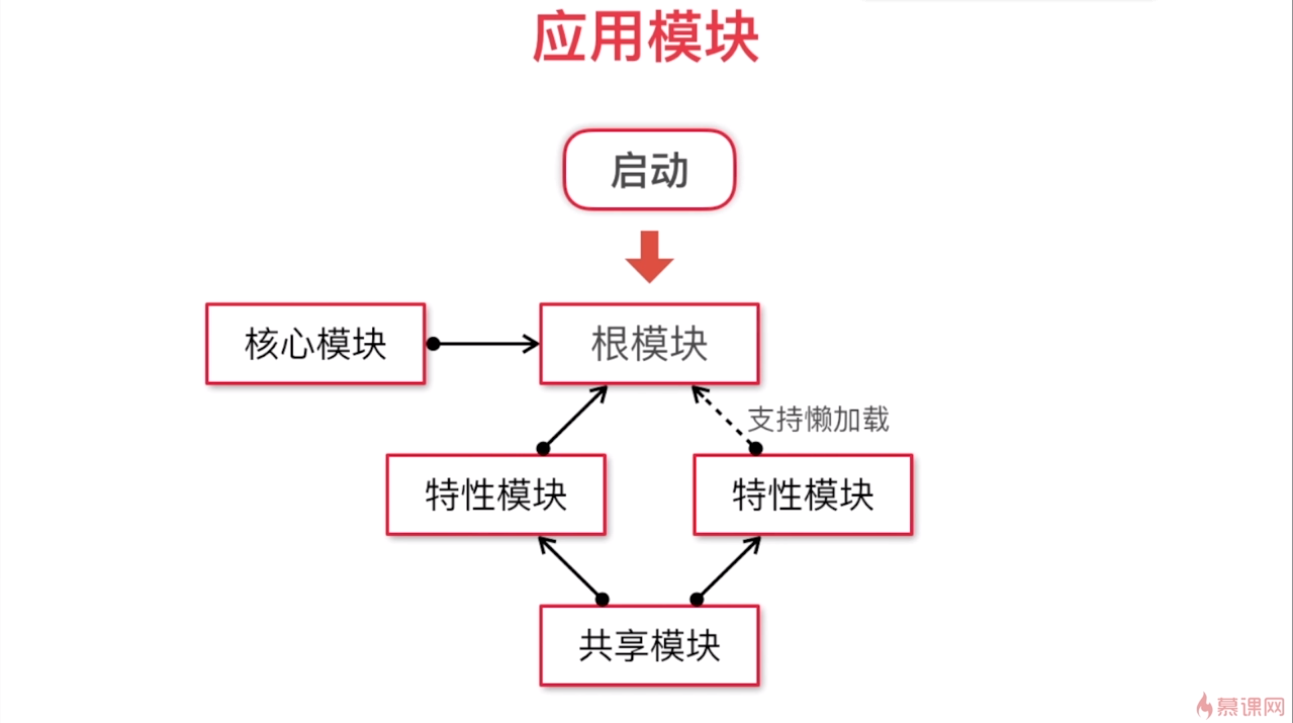 应用模块
启动
核心模块
根模块
支持懒加载
特性模块
特性模块
共享模块
慕课网